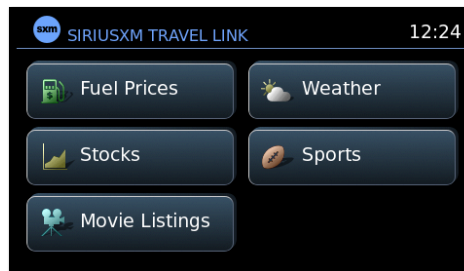 sxm SIRIUSXM TRAVEL LINK 12:24
Fuel Prices
Weather
Stocks
Sports
Movie Listings